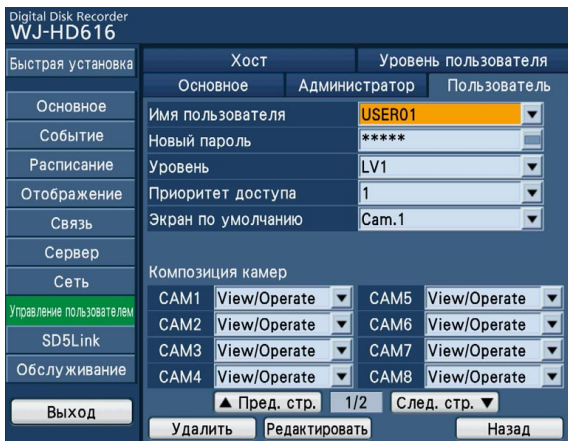 Digital Disk Recorder
WJ-HD616
Быстрая установка
Основное
Событие
Расписание
Отображение
Связь
Сервер
Сеть
Управление пользователем
SD5Link
Обслуживание
Выход
Хост Уровень пользователя
Основное Администратор Пользователь
Имя пользователя USER01
Новый пароль *****
Уровень LV1
Приоритет доступа 1
Экран по умолчанию Cam.1
Композиция камер
CAM1 View/Operate CAM5 View/Operate
CAM2 View/Operate CAM6 View/Operate
CAM3 View/Operate CAM7 View/Operate
CAM4 View/Operate CAM8 View/Operate
▲ Пред. стр. 1/2 След. стр. ▼
Удалить Редактировать Назад